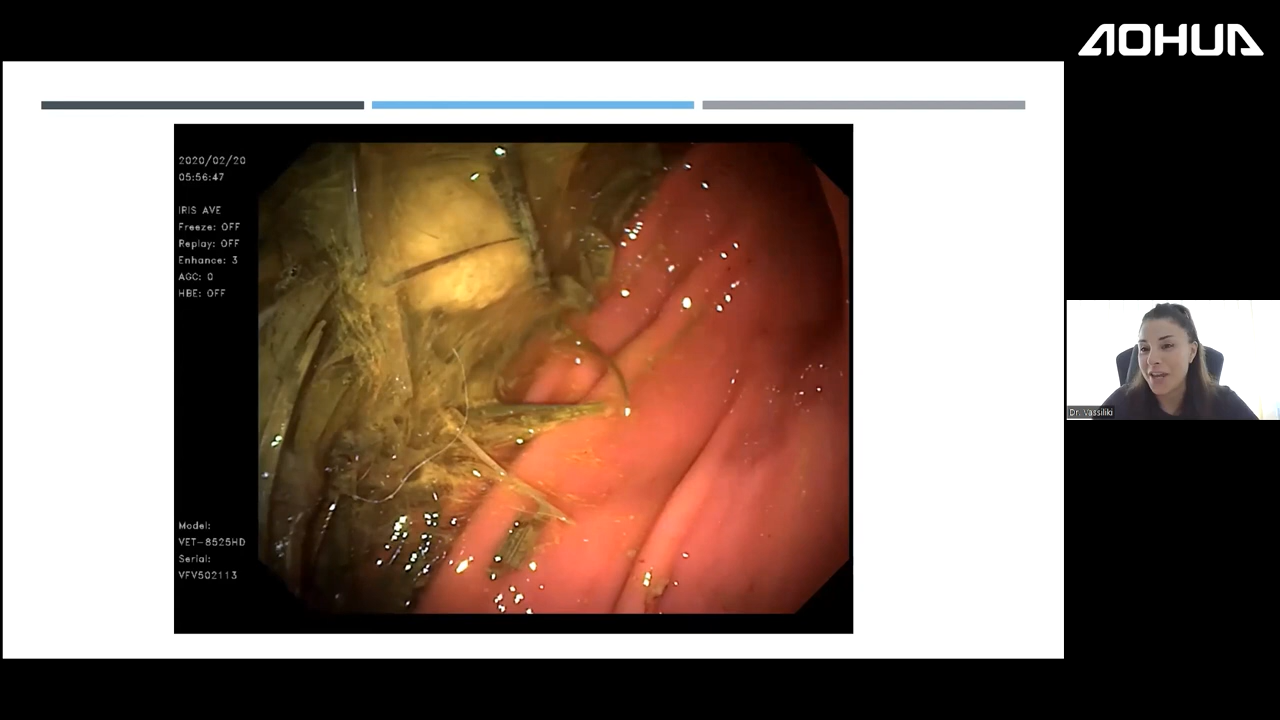 AOHUA
2020/02/20
05:56:47
IRIS AVE
Freeze: OFF
Replay: OFF
Enhance: 3
AGC: 0
HBE: OFF
Model:
VET-8525HD
Serial:
VFV502113
Dr. Vassiliki